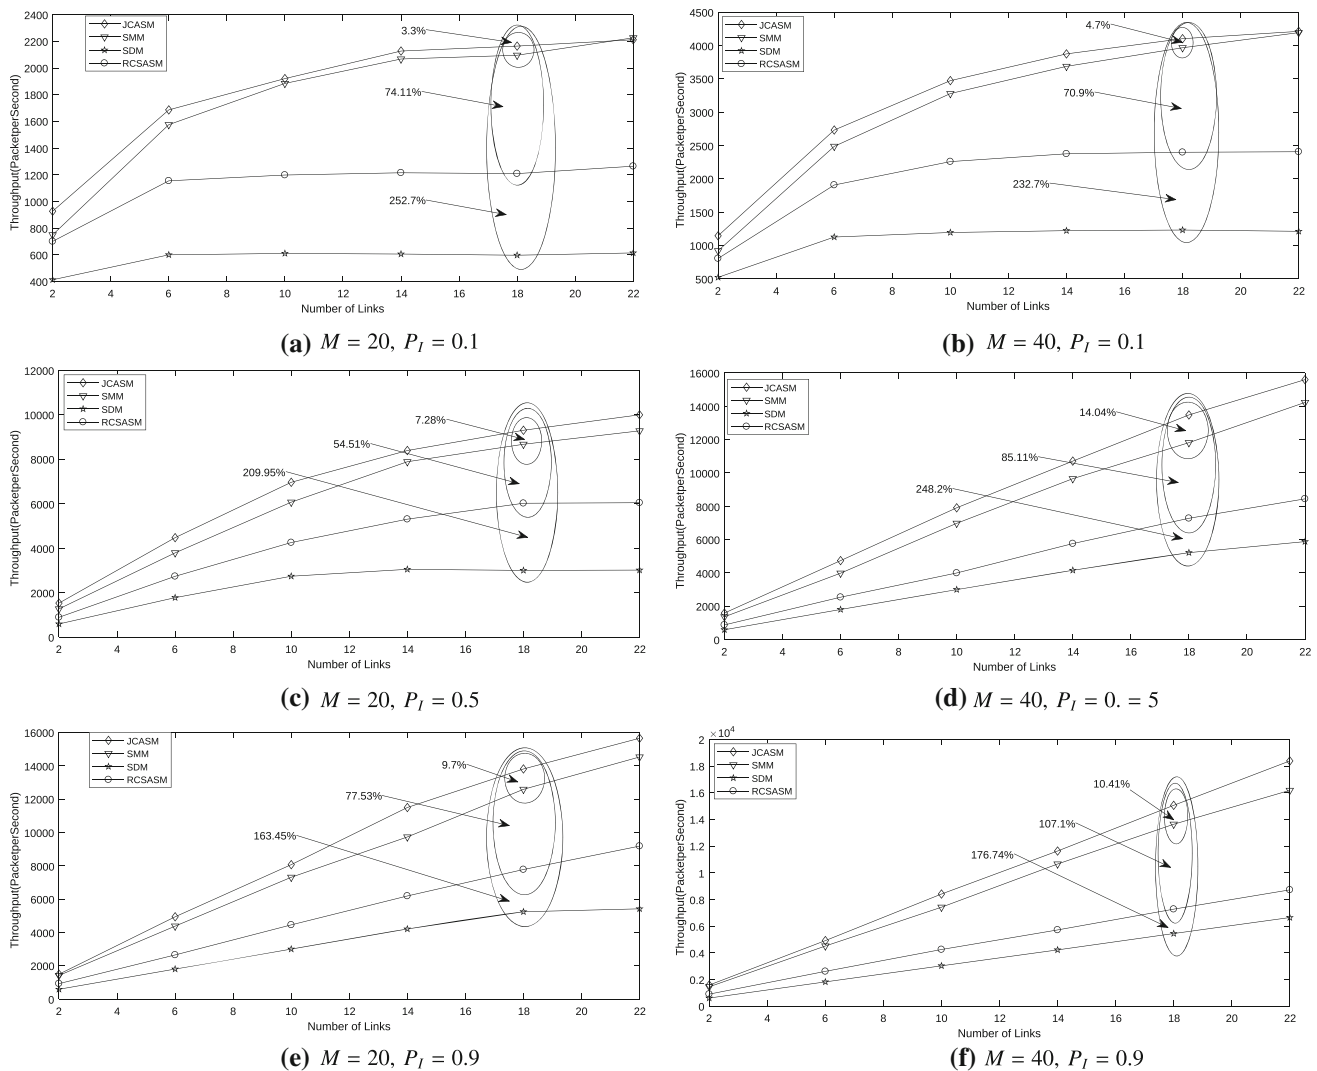 JCASM
SMM
SDM
RCSASM
3.3%
74.11%
252.7%
2400
2200
2000
1800
1600
1400
1200
1000
800
600
400
Throughput(PacketperSecond)
2 4 6 8 10 12 14 16 18 20 22
Number of Links
(a) M = 20, P_I = 0.1
JCASM
SMM
SDM
RCSASM
4.7%
70.9%
232.7%
4500
4000
3500
3000
2500
2000
1500
1000
500
Throughput(PacketperSecond)
2 4 6 8 10 12 14 16 18 20 22
Number of Links
(b) M = 40, P_I = 0.1
JCASM
SMM
SDM
RCSASM
7.28%
54.51%
209.95%
12000
10000
8000
6000
4000
2000
0
Throughput(PacketperSecond)
2 4 6 8 10 12 14 16 18 20 22
Number of Links
(c) M = 20, P_I = 0.5
JCASM
SMM
SDM
RCSASM
14.04%
85.11%
248.2%
16000
14000
12000
10000
8000
6000
4000
2000
0
Throughput(PacketperSecond)
2 4 6 8 10 12 14 16 18 20 22
Number of Links
(d) M = 40, P_I = 0. = 5
JCASM
SMM
SDM
RCSASM
9.7%
77.53%
163.45%
16000
14000
12000
10000
8000
6000
4000
2000
0
Throughput(PacketperSecond)
2 4 6 8 10 12 14 16 18 20 22
Number of Links
(e) M = 20, P_I = 0.9
×10^4
JCASM
SMM
SDM
RCSASM
10.41%
107.1%
176.74%
2
1.8
1.6
1.4
1.2
1
0.8
0.6
0.4
0.2
0
Throughput(PacketperSecond)
2 4 6 8 10 12 14 16 18 20 22
Number of Links
(f) M = 40, P_I = 0.9